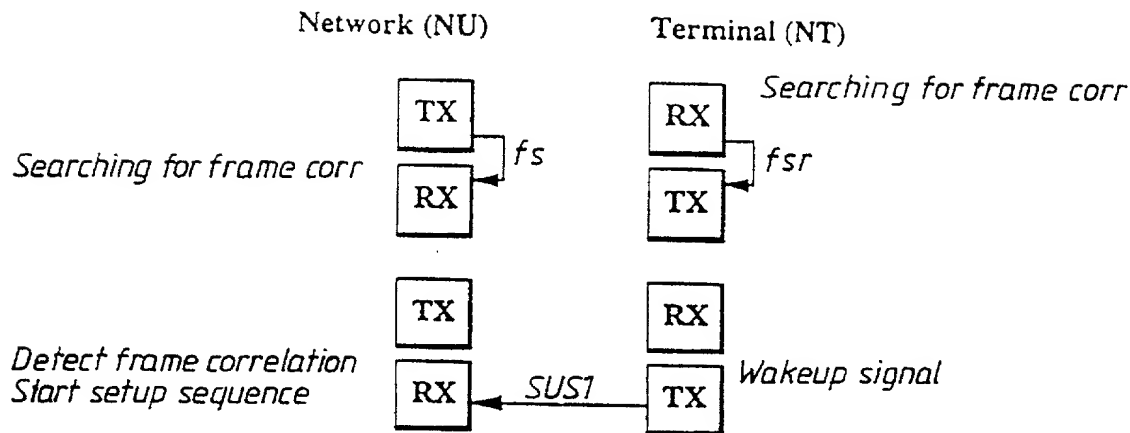 Network (NU)
Terminal (NT)
TX
RX
Searching for frame corr
fs
fsr
Searching for frame corr
RX
TX
TX
RX
Detect frame correlation
Start setup sequence
RX
SUS1
TX
Wakeup signal